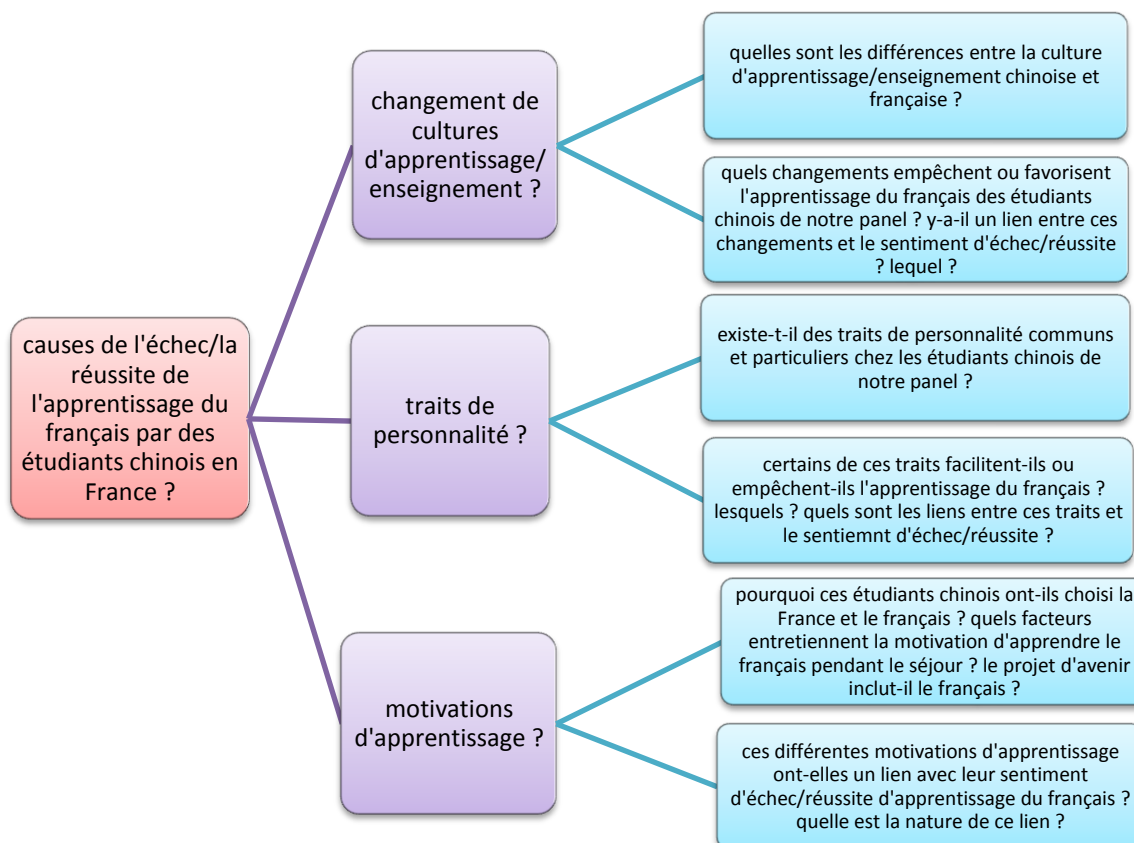 causes de l'échec/la
réussite de
l'apprentissage du
français par des
étudiants chinois en
France ?
changement de
cultures
d'apprentissage/
enseignement ?
quelles sont les différences entre la culture
d'apprentissage/enseignement chinoise et
française ?
quels changements empêchent ou favorisent
l'apprentissage du français des étudiants
chinois de notre panel ? y-a-il un lien entre ces
changements et le sentiment d'échec/réussite
? lequel ?
traits de
personnalité ?
existe-t-il des traits de personnalité communs
et particuliers chez les étudiants chinois de
notre panel ?
certains de ces traits facilitent-ils ou
empêchent-ils l'apprentissage du français ?
lesquels ? quels sont les liens entre ces traits et
le sentiemnt d'échec/réussite ?
motivations
d'apprentissage ?
pourquoi ces étudiants chinois ont-ils choisi la
France et le français ? quels facteurs
entretiennent la motivation d'apprendre le
français pendant le séjour ? le projet d'avenir
inclut-il le français ?
ces différentes motivations d'apprentissage
ont-elles un lien avec leur sentiment
d'échec/réussite d'apprentissage du français ?
quelle est la nature de ce lien ?